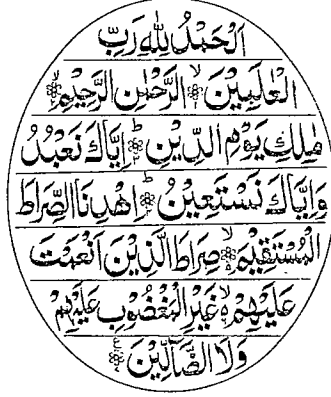 اَلْحَمْدُ لِلّٰهِ رَبِّ
الْعٰلَمِيْنَ ۙ الرَّحْمٰنِ الرَّحِيْمِ ۙ
مٰلِكِ يَوْمِ الدِّيْنِ ؕ اِيَّاكَ نَعْبُدُ
وَ اِيَّاكَ نَسْتَعِيْنُ ؕ اِهْدِنَا الصِّرَاطَ
الْمُسْتَقِيْمَ ۙ صِرَاطَ الَّذِيْنَ اَنْعَمْتَ
عَلَيْهِمْ ۙ غَيْرِ الْمَغْضُوْبِ عَلَيْهِمْ
وَلَا الضَّآلِّيْنَ